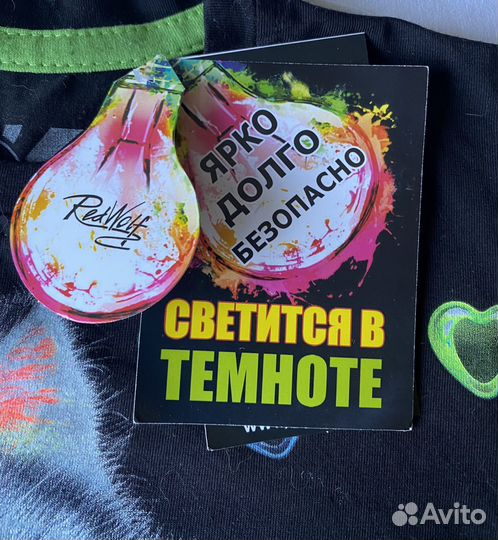 RedWolf
ЯРКО
ДОЛГО
БЕЗОПАСНО
СВЕТИТСЯ В
ТЕМНОТЕ
Avito